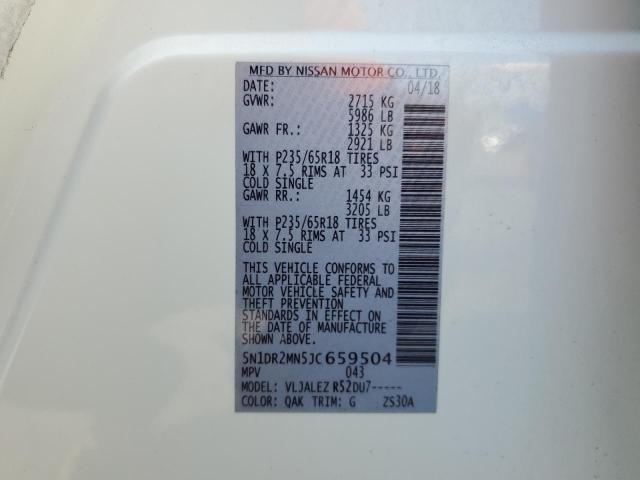 MFD BY NISSAN MOTOR CO., LTD.
DATE: 04/18
GVWR: 2715 KG
5986 LB
GAWR FR.: 1325 KG
2921 LB
WITH P235/65R18 TIRES
18 X 7.5 RIMS AT 33 PSI
COLD SINGLE
GAWR RR.: 1454 KG
3205 LB
WITH P235/65R18 TIRES
18 X 7.5 RIMS AT 33 PSI
COLD SINGLE
THIS VEHICLE CONFORMS TO
ALL APPLICABLE FEDERAL
MOTOR VEHICLE SAFETY AND
THEFT PREVENTION
STANDARDS IN EFFECT ON
THE DATE OF MANUFACTURE
SHOWN ABOVE.
5N1DR2MN5JC659504
MPV 043
MODEL: VLJALEZ R52DU7-----
COLOR: QAK TRIM: G ZS30A